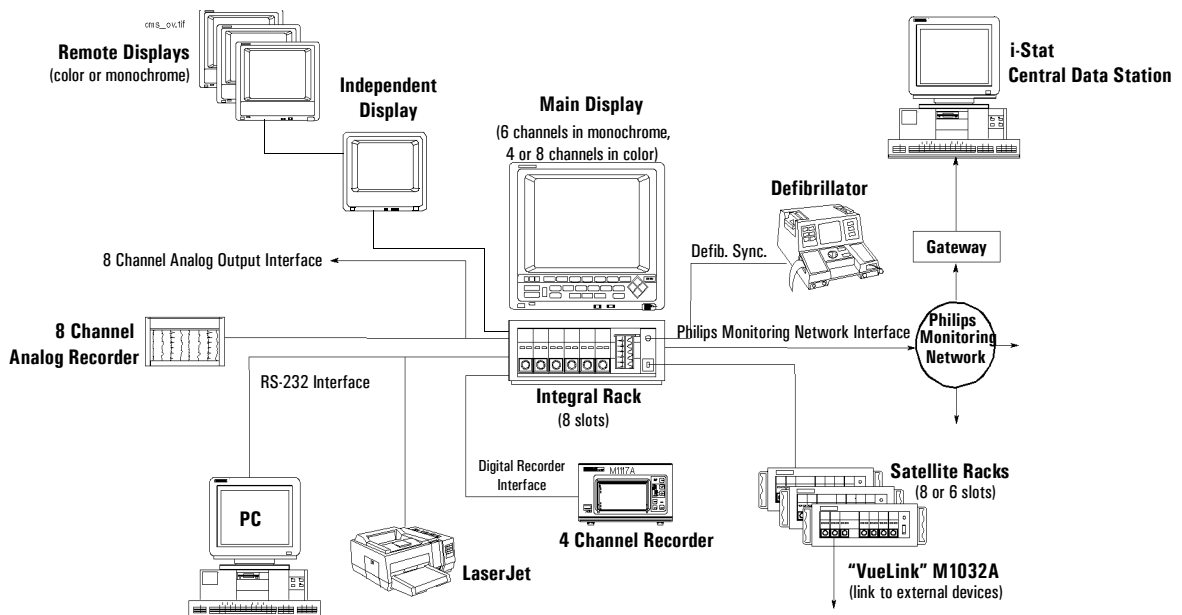 cms_ov.tif
Remote Displays
(color or monochrome)
Independent
Display
Main Display
(6 channels in monochrome,
4 or 8 channels in color)
i-Stat
Central Data Station
Defibrillator
Gateway
Defib. Sync.
8 Channel Analog Output Interface
8 Channel
Analog Recorder
Philips Monitoring Network Interface
Philips
Monitoring
Network
RS-232 Interface
Integral Rack
(8 slots)
Digital Recorder
Interface
M1117A
Satellite Racks
(8 or 6 slots)
PC
4 Channel Recorder
LaserJet
“VueLink” M1032A
(link to external devices)